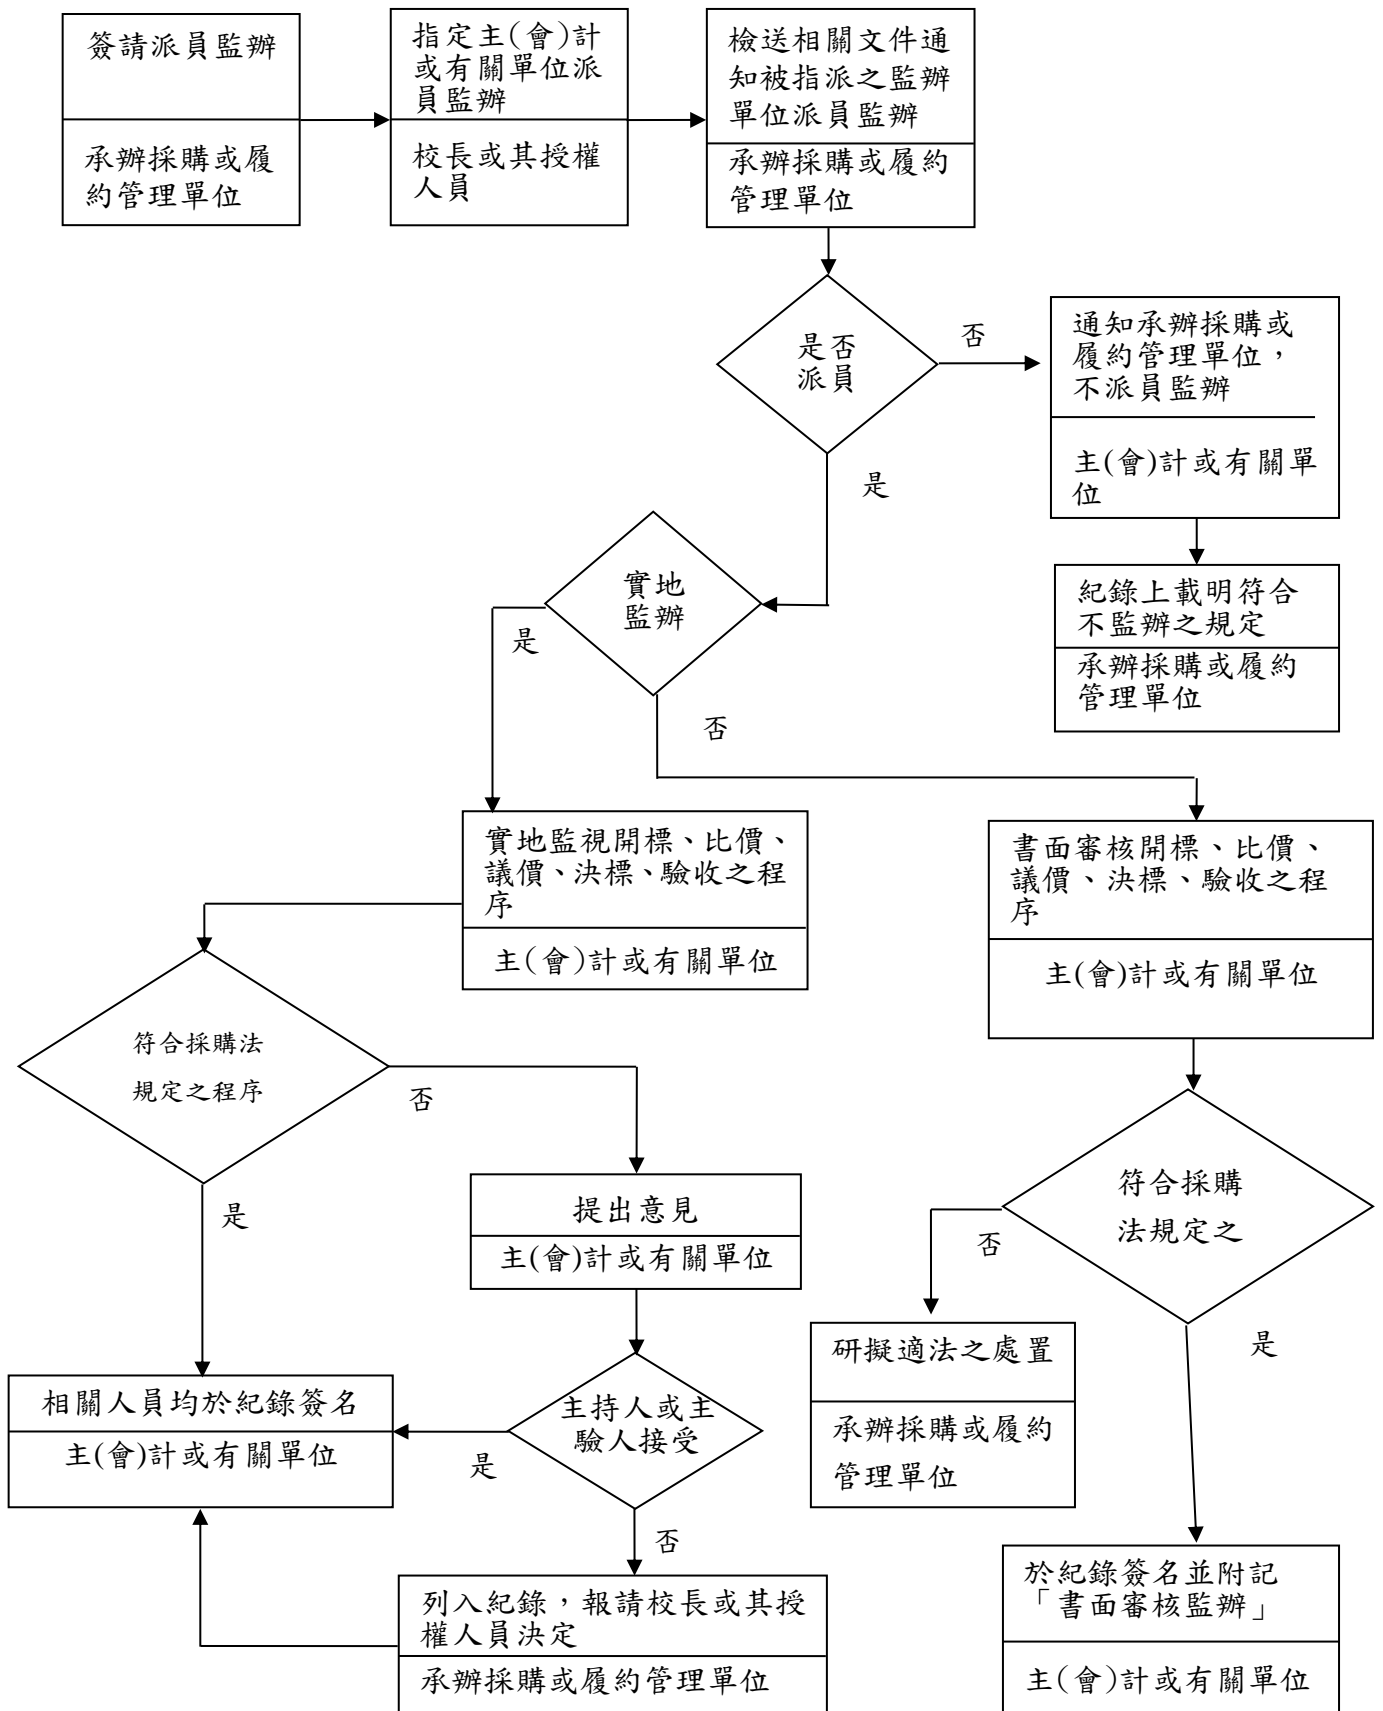 簽請派員監辦
承辦採購或履
約管理單位
指定主(會)計
或有關單位派
員監辦
校長或其授權
人員
檢送相關文件通
知被指派之監辦
單位派員監辦
承辦採購或履約
管理單位
是否
派員
否
是
通知承辦採購或
履約管理單位，
不派員監辦
主(會)計或有關單
位
紀錄上載明符合
不監辦之規定
承辦採購或履約
管理單位
實地
監辦
是
否
實地監視開標、比價、
議價、決標、驗收之程
序
主(會)計或有關單位
書面審核開標、比價、
議價、決標、驗收之程
序
主(會)計或有關單位
符合採購法
規定之程序
否
是
提出意見
主(會)計或有關單位
符合採購
法規定之
否
是
研擬適法之處置
承辦採購或履約
管理單位
相關人員均於紀錄簽名
主(會)計或有關單位
主持人或主
驗人接受
是
否
列入紀錄，報請校長或其授
權人員決定
承辦採購或履約管理單位
於紀錄簽名並附記
「書面審核監辦」
主(會)計或有關單位